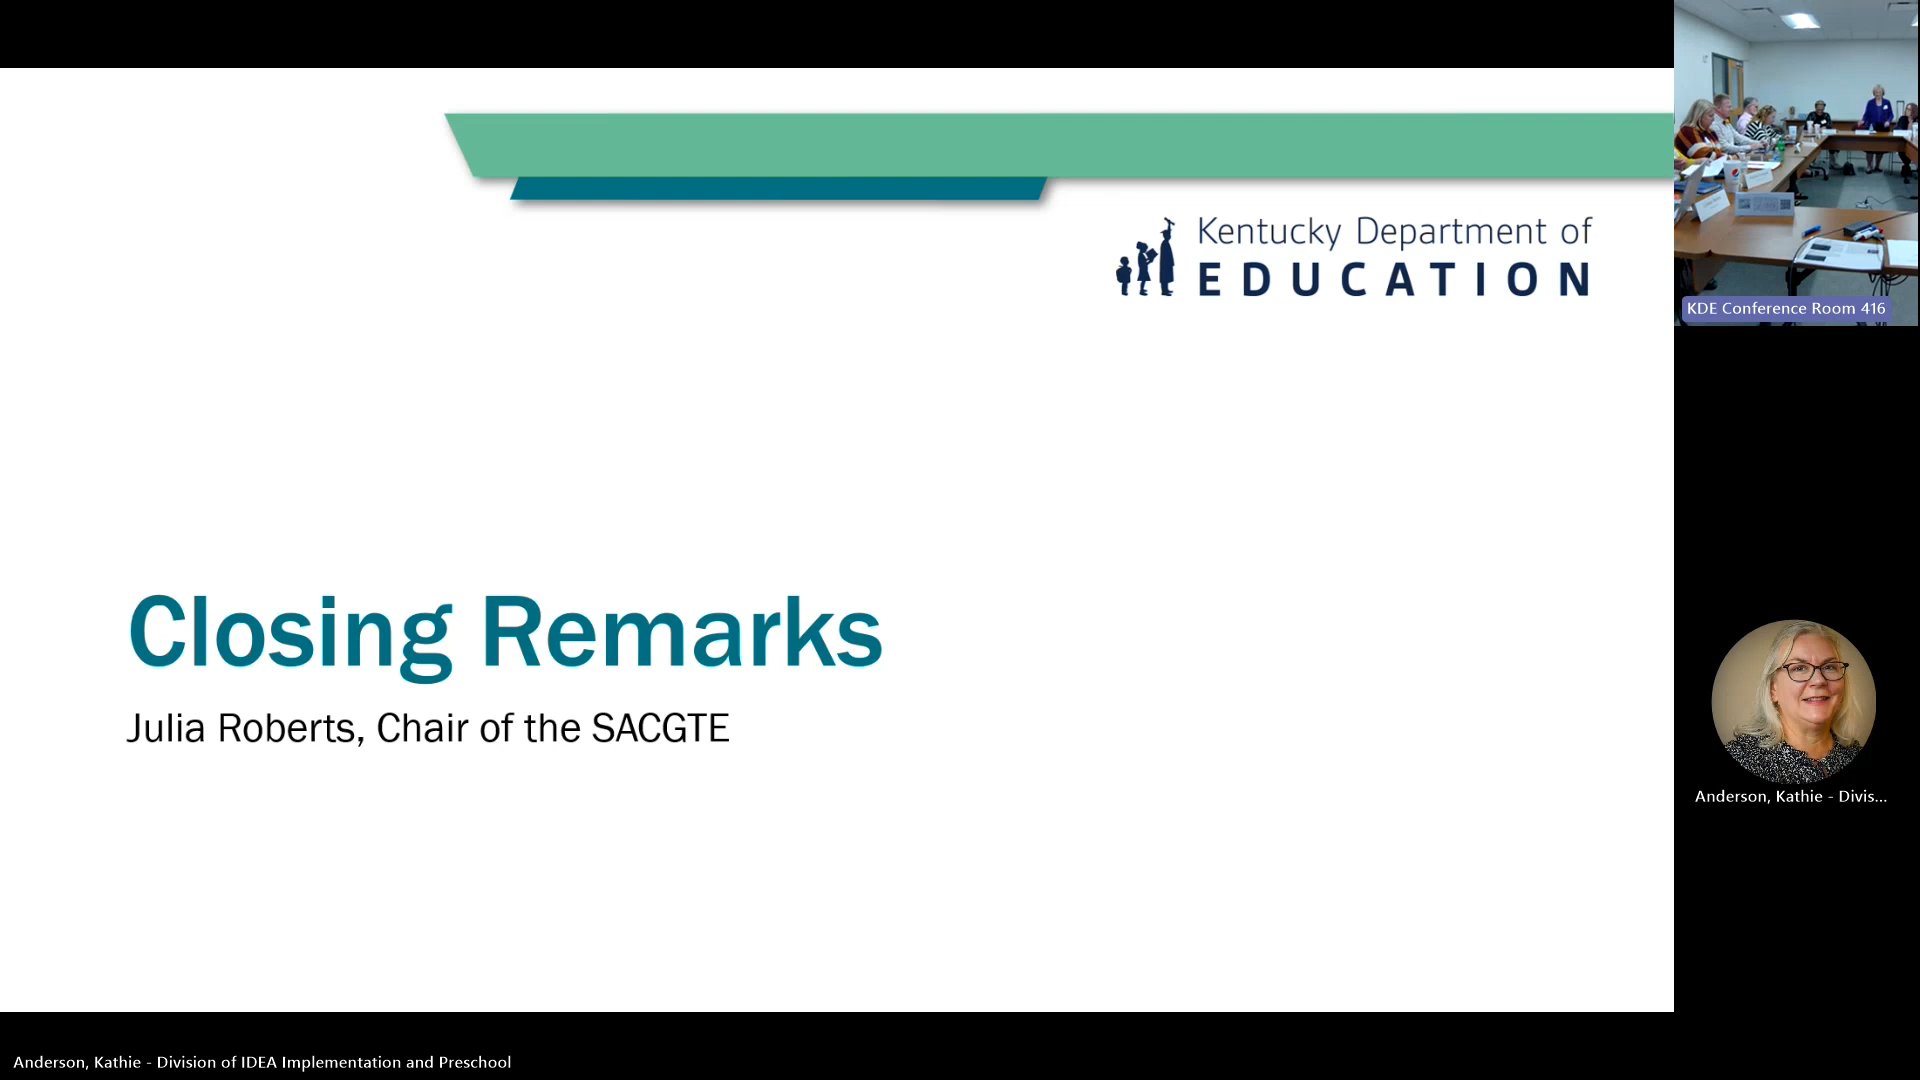 Kentucky Department of
EDUCATION
KDE Conference Room 416
Closing Remarks
Julia Roberts, Chair of the SACGTE
Anderson, Kathie - Divis...
Anderson, Kathie - Division of IDEA Implementation and Preschool